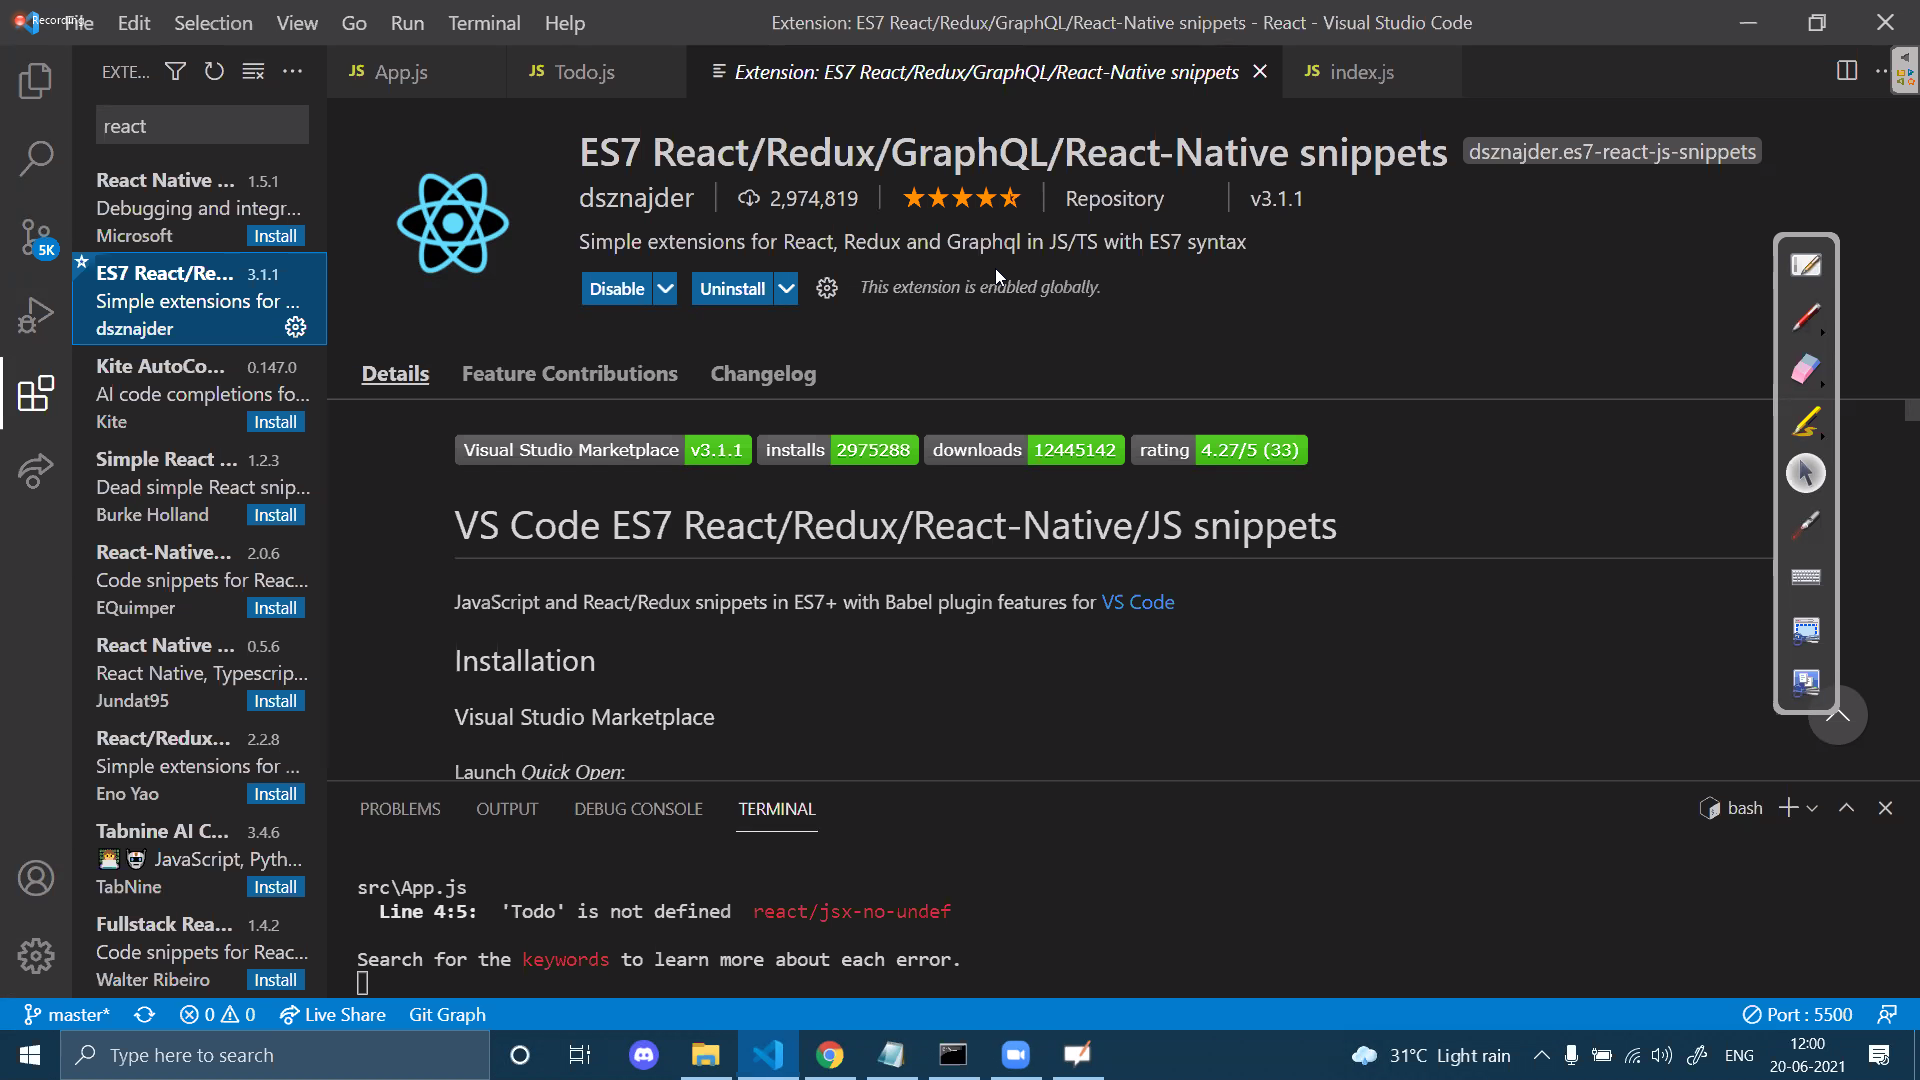 Recording
File Edit Selection View Go Run Terminal Help
Extension: ES7 React/Redux/GraphQL/React-Native snippets - React - Visual Studio Code
EXTE...
JS App.js
JS Todo.js
Extension: ES7 React/Redux/GraphQL/React-Native snippets
JS index.js
react
React Native ... 1.5.1
Debugging and integr...
Microsoft Install
ES7 React/Re... 3.1.1
Simple extensions for ...
dsznajder
Kite AutoCo... 0.147.0
AI code completions fo...
Kite Install
Simple React ... 1.2.3
Dead simple React snip...
Burke Holland Install
React-Native... 2.0.6
Code snippets for Reac...
EQuimper Install
React Native ... 0.5.6
React Native, Typescrip...
Jundat95 Install
React/Redux... 2.2.8
Simple extensions for ...
Eno Yao Install
Tabnine AI C... 3.4.6
JavaScript, Pyth...
TabNine Install
Fullstack Rea... 1.4.2
Code snippets for Reac...
Walter Ribeiro Install
5K
ES7 React/Redux/GraphQL/React-Native snippets dsznajder.es7-react-js-snippets
dsznajder 2,974,819 Repository v3.1.1
Simple extensions for React, Redux and Graphql in JS/TS with ES7 syntax
Disable Uninstall This extension is enabled globally.
Details Feature Contributions Changelog
Visual Studio Marketplace v3.1.1 installs 2975288 downloads 12445142 rating 4.27/5 (33)
VS Code ES7 React/Redux/React-Native/JS snippets
JavaScript and React/Redux snippets in ES7+ with Babel plugin features for VS Code
Installation
Visual Studio Marketplace
Launch Quick Open:
PROBLEMS OUTPUT DEBUG CONSOLE TERMINAL
bash
src\App.js
Line 4:5: 'Todo' is not defined react/jsx-no-undef
Search for the keywords to learn more about each error.
master* 0 0 Live Share Git Graph
Port : 5500
Type here to search
31°C Light rain
ENG
12:00
20-06-2021